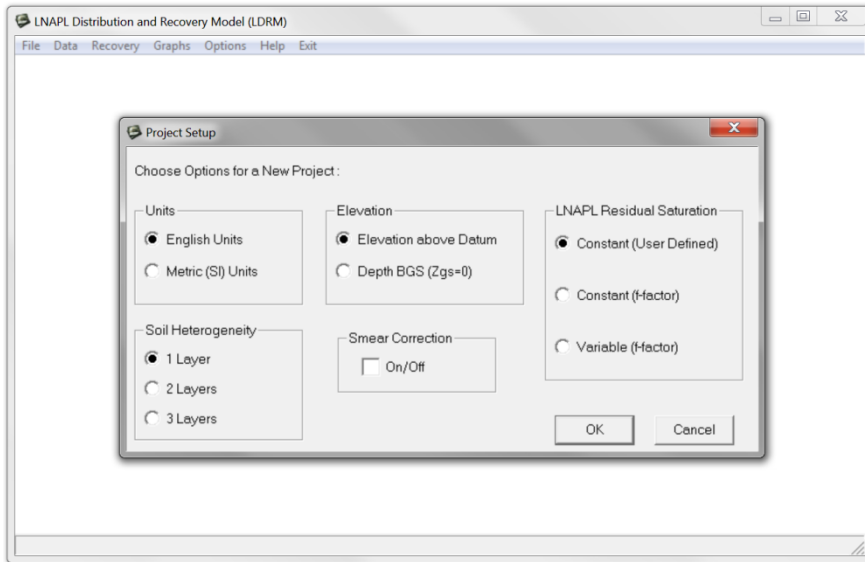 LNAPL Distribution and Recovery Model (LDRM)
File Data Recovery Graphs Options Help Exit
Project Setup
Choose Options for a New Project :
Units
English Units
Metric (SI) Units
Elevation
Elevation above Datum
Depth BGS (Zgs=0)
LNAPL Residual Saturation
Constant (User Defined)
Constant (f-factor)
Variable (f-factor)
Soil Heterogeneity
1 Layer
2 Layers
3 Layers
Smear Correction
On/Off
OK
Cancel